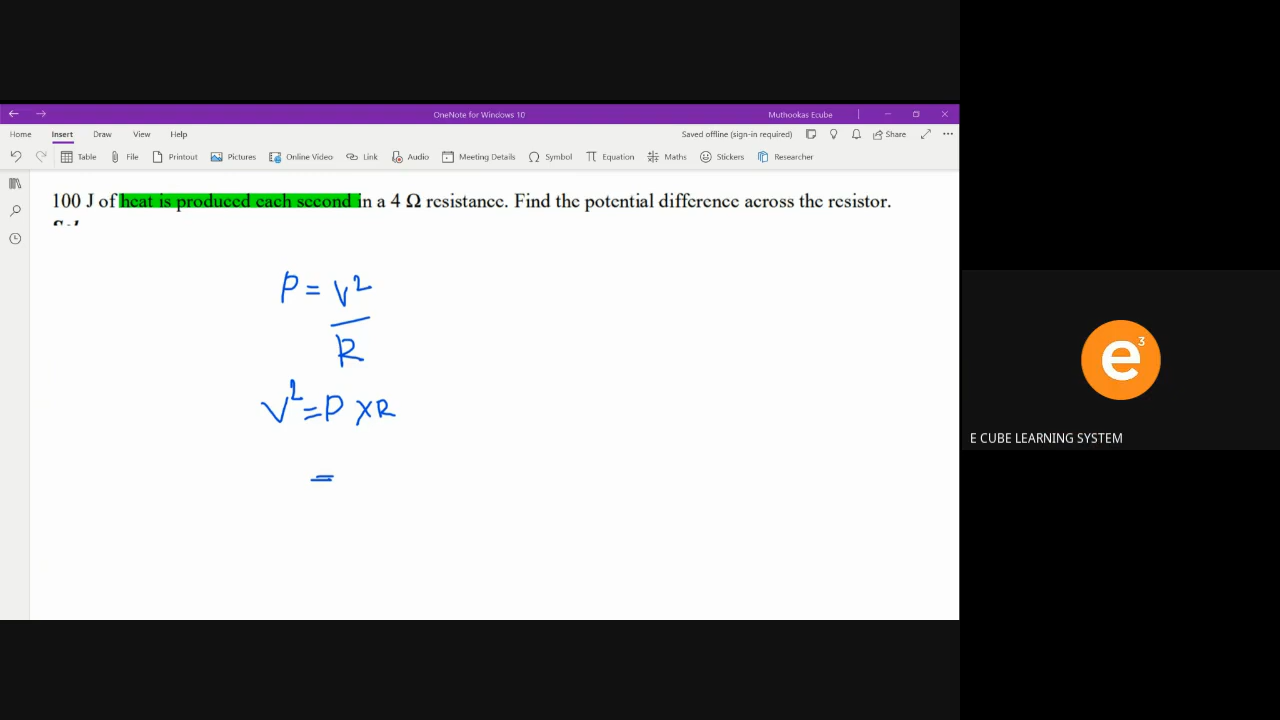 OneNote for Windows 10
Muthookas Ecube
Home Insert Draw View Help
Saved offline (sign-in required)
Share
Table File Printout Pictures Online Video Link Audio Meeting Details Symbol Equation Maths Stickers Researcher
100 J of heat is produced each second in a 4 Ω resistance. Find the potential difference across the resistor.
P = V²
R
V² = P X R
=
e³
E CUBE LEARNING SYSTEM